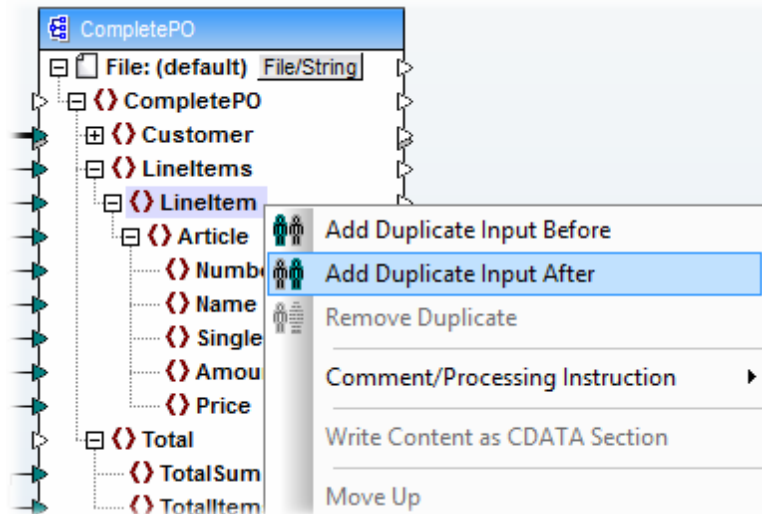 CompletePO
File: (default) File/String
CompletePO
Customer
LineItems
LineItem
Article
Add Duplicate Input Before
Numbe
Add Duplicate Input After
Name
Remove Duplicate
Single
Amou
Comment/Processing Instruction
Price
Total
Write Content as CDATA Section
TotalSum
Move Up
TotalItem